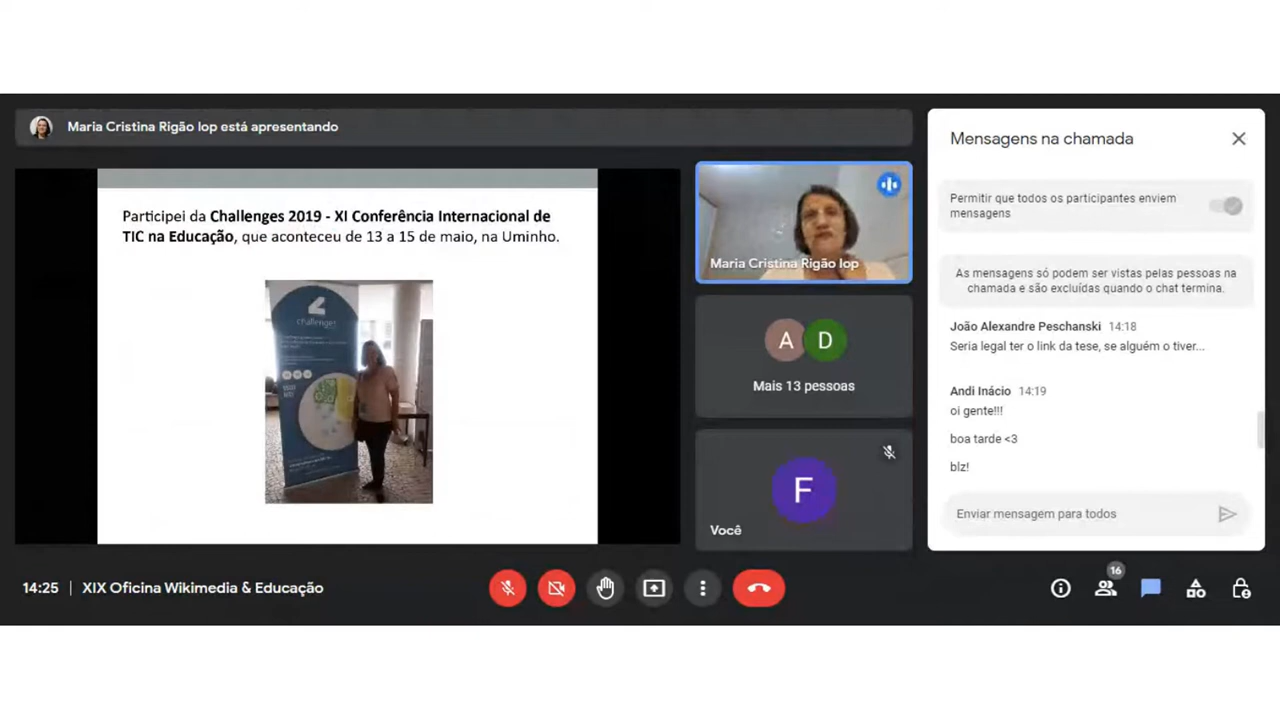 Maria Cristina Rigão Iop está apresentando
Participei da Challenges 2019 - XI Conferência Internacional de
TIC na Educação, que aconteceu de 13 a 15 de maio, na Uminho.
challenges
Maria Cristina Rigão Iop
A
D
Mais 13 pessoas
F
Você
Mensagens na chamada
Permitir que todos os participantes enviem
mensagens
As mensagens só podem ser vistas pelas pessoas na
chamada e são excluídas quando o chat termina.
João Alexandre Peschanski 14:18
Seria legal ter o link da tese, se alguém o tiver...
Andi Inácio 14:19
oi gente!!!
boa tarde <3
blz!
Enviar mensagem para todos
14:25 | XIX Oficina Wikimedia & Educação
16